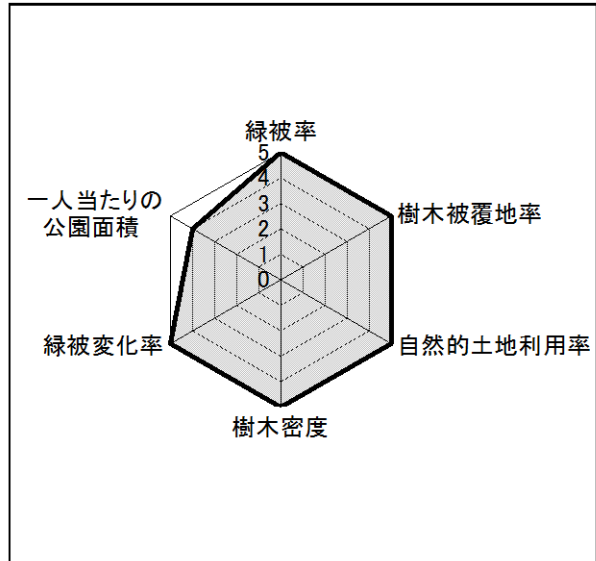 緑被率
5
4
3
2
1
0
一人当たりの
公園面積
樹木被覆地率
緑被変化率
自然的土地利用率
樹木密度